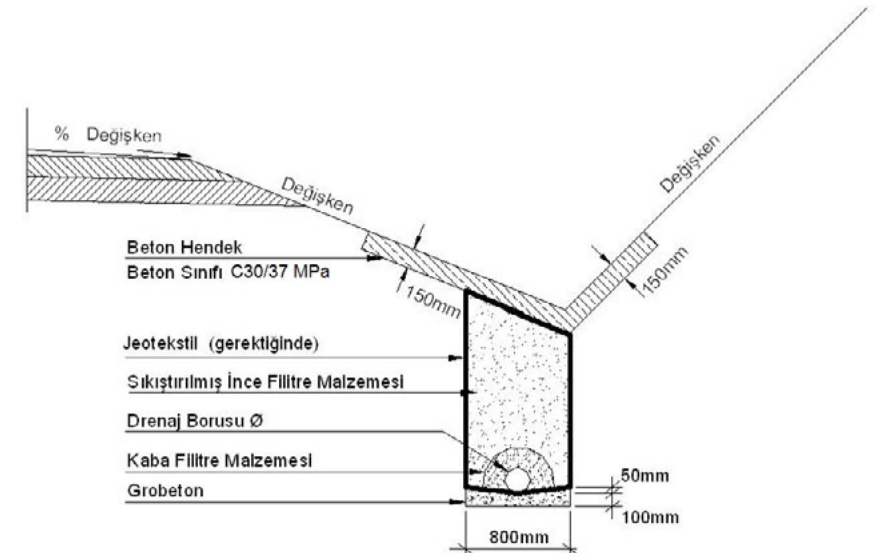 % Değişken
Değişken
Değişken
Beton Hendek
Beton Sınıfı C30/37 MPa
150mm
150mm
Jeotekstil (gerektiğinde)
Sıkıştırılmış İnce Filitre Malzemesi
Drenaj Borusu Ø
Kaba Filitre Malzemesi
Grobeton
50mm
100mm
800mm